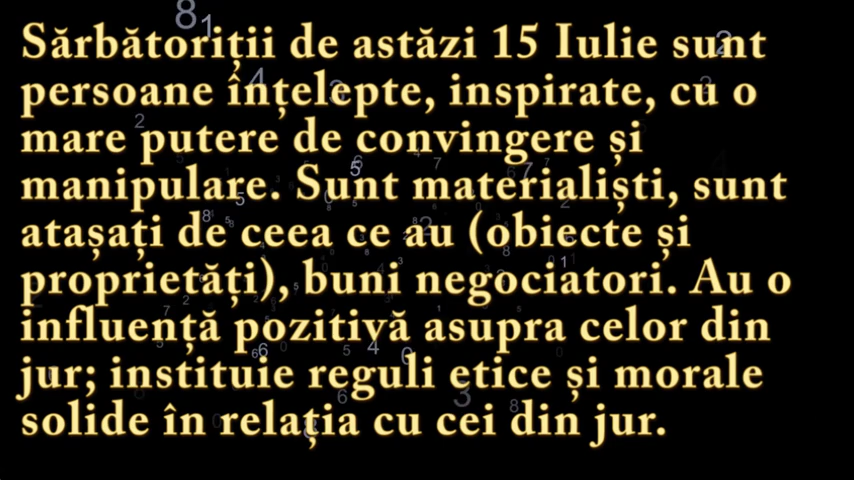 Sărbătoriții de astăzi 15 Iulie sunt
persoane înțelepte, inspirate, cu o
mare putere de convingere și
manipulare. Sunt materialiști, sunt
atașați de ceea ce au (obiecte și
proprietăți), buni negociatori. Au o
influență pozitivă asupra celor din
jur; instituie reguli etice și morale
solide în relația cu cei din jur.